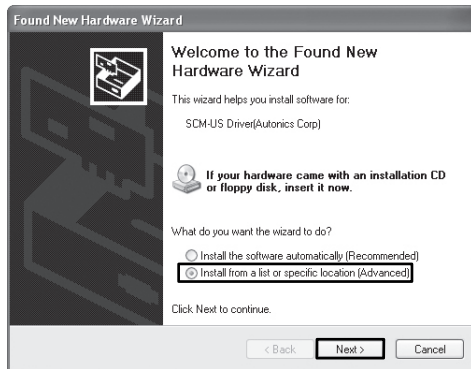 Found New Hardware Wizard
Welcome to the Found New
Hardware Wizard
This wizard helps you install software for:
SCM-US Driver(Autonics Corp)
If your hardware came with an installation CD
or floppy disk, insert it now.
What do you want the wizard to do?
Install the software automatically (Recommended)
Install from a list or specific location (Advanced)
Click Next to continue.
< Back
Next >
Cancel